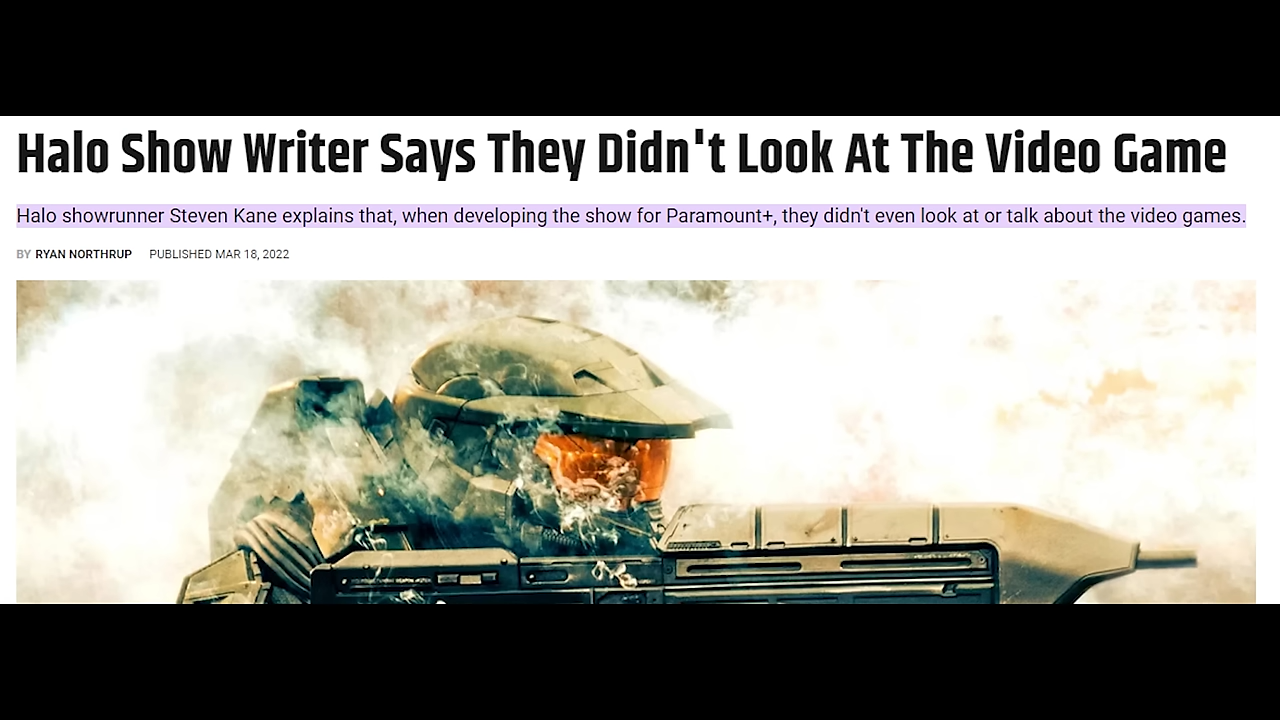 Halo Show Writer Says They Didn't Look At The Video Game
Halo showrunner Steven Kane explains that, when developing the show for Paramount+, they didn't even look at or talk about the video games.
BY RYAN NORTHRUP PUBLISHED MAR 18, 2022